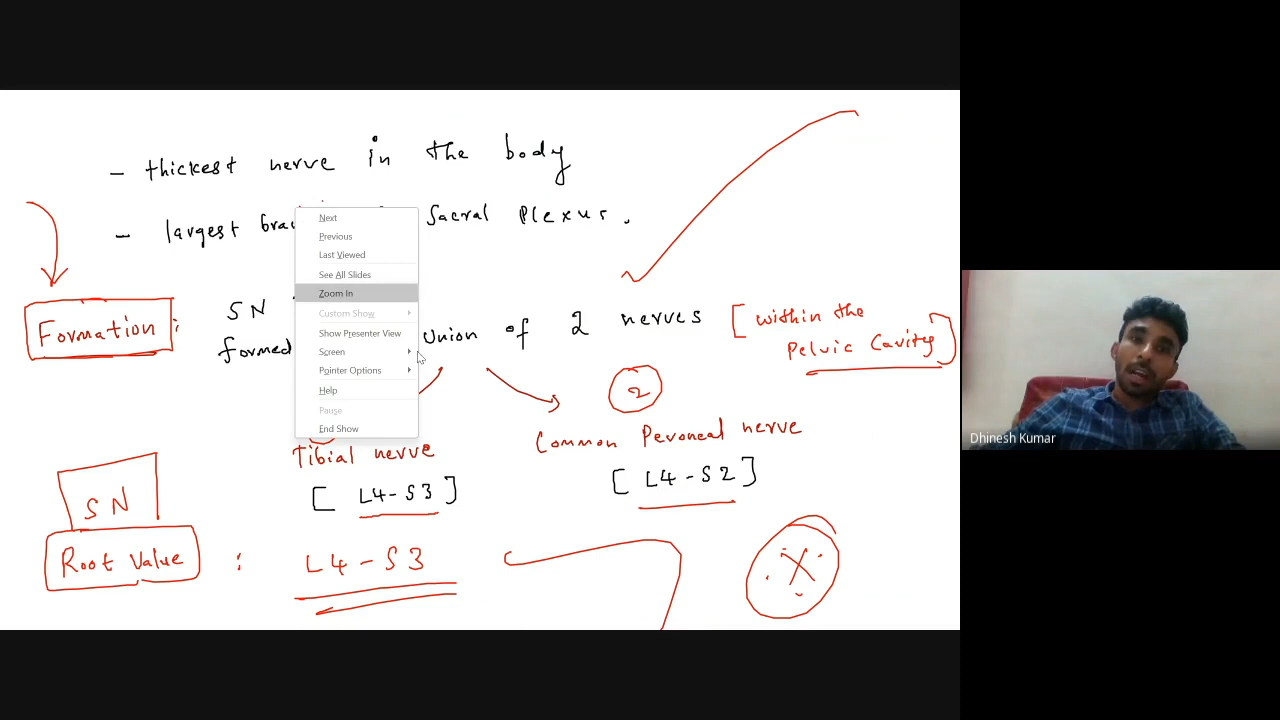 - thickest nerve in the body
- largest Sacral Plexus.
Formation: SN
formed Union of 2 nerves [within the
Pelvic Cavity]
2
Tibial nerve
Common Peroneal nerve
[L4-S3]
[L4-S2]
SN
Root Value : L4-S3
Next
Previous
Last Viewed
See All Slides
Zoom In
Custom Show
Show Presenter View
Screen
Pointer Options
Help
Pause
End Show
Dhinesh Kumar